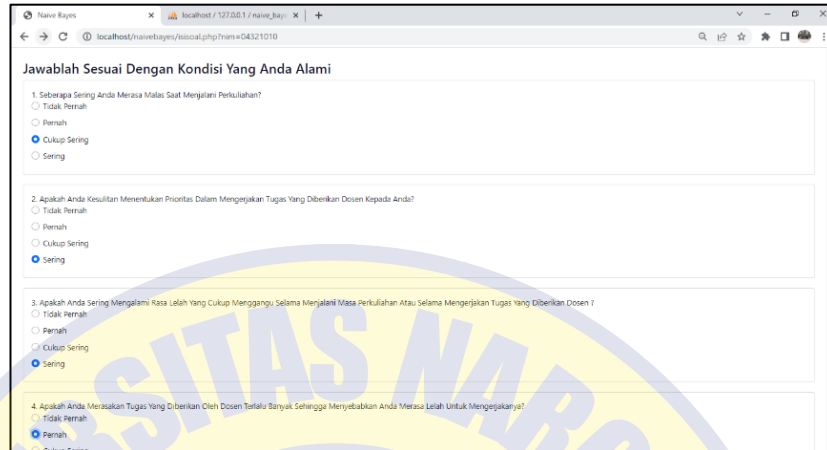 Naive Bayes
localhost / 127.0.0.1 / naive_baye
localhost/naivebayes/isisoal.php?nim=04321010
Jawablah Sesuai Dengan Kondisi Yang Anda Alami
1. Seberapa Sering Anda Merasa Malas Saat Menjalani Perkuliahan?
Tidak Pernah
Pernah
Cukup Sering
Sering
2. Apakah Anda Kesulitan Menentukan Prioritas Dalam Mengerjakan Tugas Yang Diberikan Dosen Kepada Anda?
Tidak Pernah
Pernah
Cukup Sering
Sering
3. Apakah Anda Sering Mengalami Rasa Lelah Yang Cukup Menggangu Selama Menjalani Masa Perkuliahan Atau Selama Mengerjakan Tugas Yang Diberikan Dosen ?
Tidak Pernah
Pernah
Cukup Sering
Sering
4. Apakah Anda Merasakan Tugas Yang Diberikan Oleh Dosen Terlalu Banyak Sehingga Menyebabkan Anda Merasa Lelah Untuk Mengerjakanya?
Tidak Pernah
Pernah
Cukup Sering
RSITAS NARO